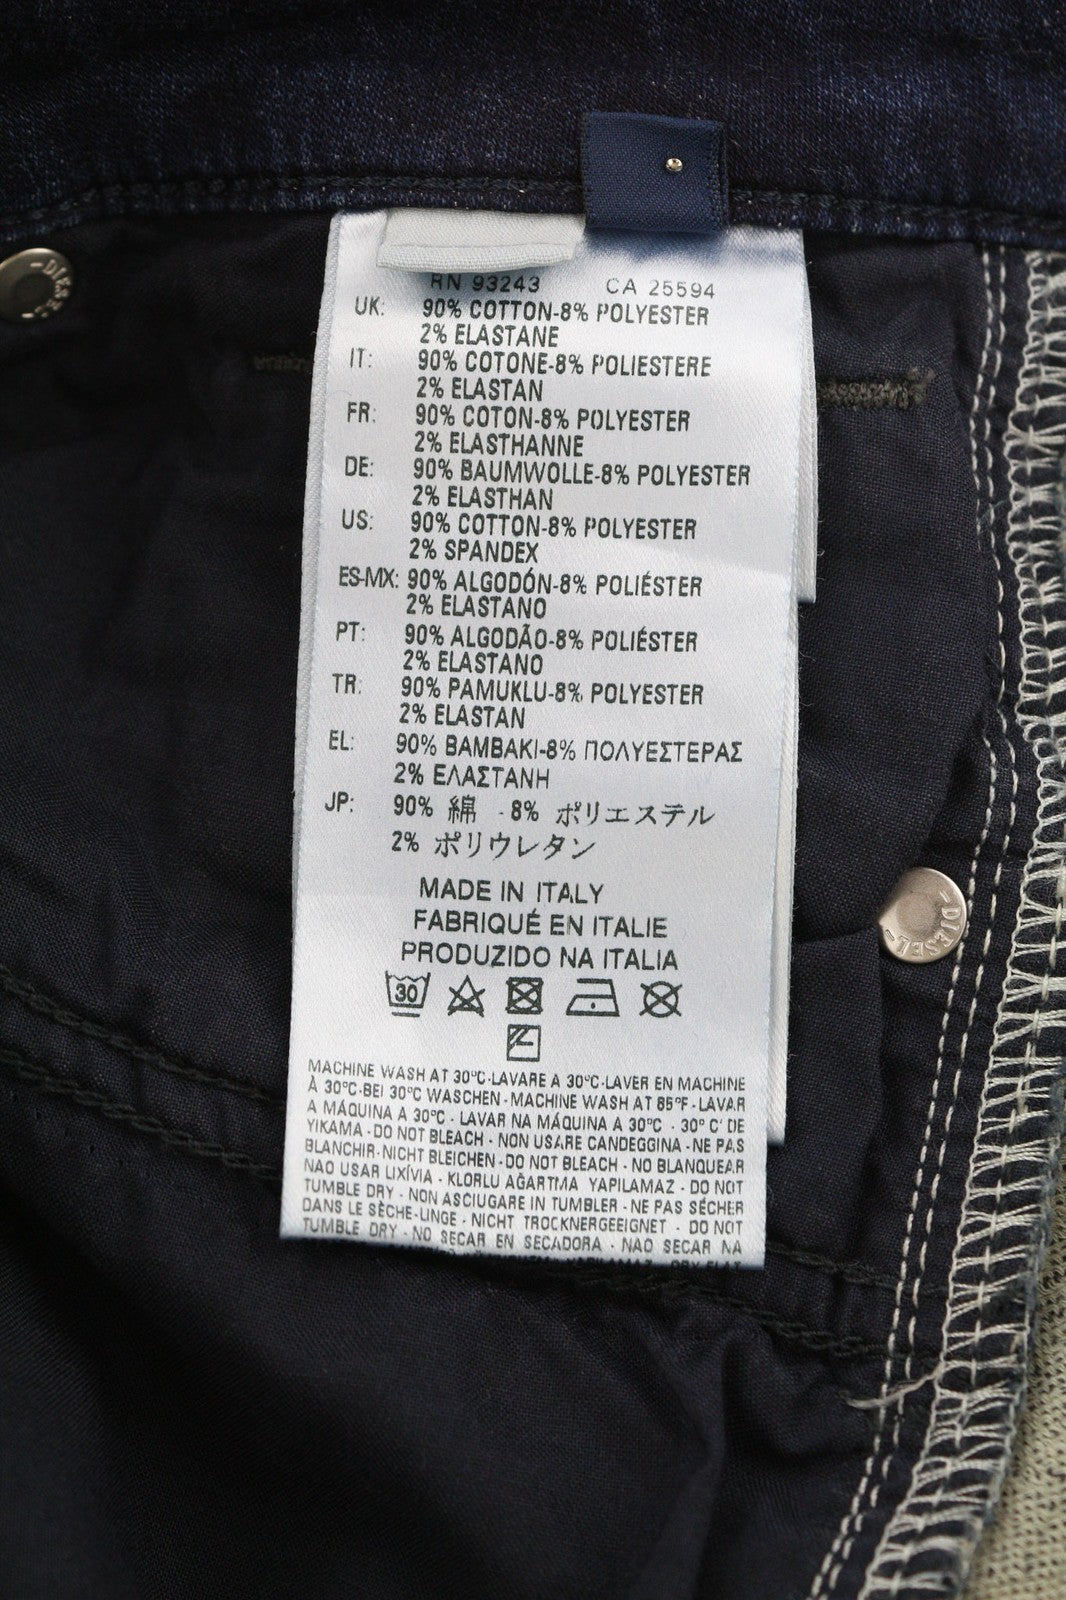 RN 93243 CA 25594
UK: 90% COTTON-8% POLYESTER
2% ELASTANE
IT: 90% COTONE-8% POLIESTERE
2% ELASTAN
FR: 90% COTON-8% POLYESTER
2% ELASTHANNE
DE: 90% BAUMWOLLE-8% POLYESTER
2% ELASTHAN
US: 90% COTTON-8% POLYESTER
2% SPANDEX
ES-MX: 90% ALGODÓN-8% POLIÉSTER
2% ELASTANO
PT: 90% ALGODÃO-8% POLIÉSTER
2% ELASTANO
TR: 90% PAMUKLU-8% POLYESTER
2% ELASTAN
EL: 90% BAMBAKI-8% ΠΟΛΥΕΣΤΕΡΑΣ
2% ΕΛΑΣΤΑΝΗ
JP: 90% 綿 - 8% ポリエステル
2% ポリウレタン
MADE IN ITALY
FABRIQUÉ EN ITALIE
PRODUZIDO NA ITALIA
30
MACHINE WASH AT 30°C-LAVARE A 30°C-LAVER EN MACHINE
À 30°C-BEI 30°C WASCHEN - MACHINE WASH AT 85°F - LAVAR
A MÁQUINA A 30°C - LAVAR NA MÁQUINA A 30°C - 30° C' DE
YIKAMA - DO NOT BLEACH - NON USARE CANDEGGINA - NE PAS
BLANCHIR - NICHT BLEICHEN - DO NOT BLEACH - NO BLANQUEAR
NAO USAR LIXÍVIA - KLORLU AĞARTMA YAPILAMAZ - DO NOT
TUMBLE DRY - NON ASCIUGARE IN TUMBLER - NE PAS SÉCHER
DANS LE SÈCHE-LINGE - NICHT TROCKNERGEEIGNET - DO NOT
TUMBLE DRY - NO SECAR EN SECADORA - NAO SECAR NA
DIESEL
DIESEL